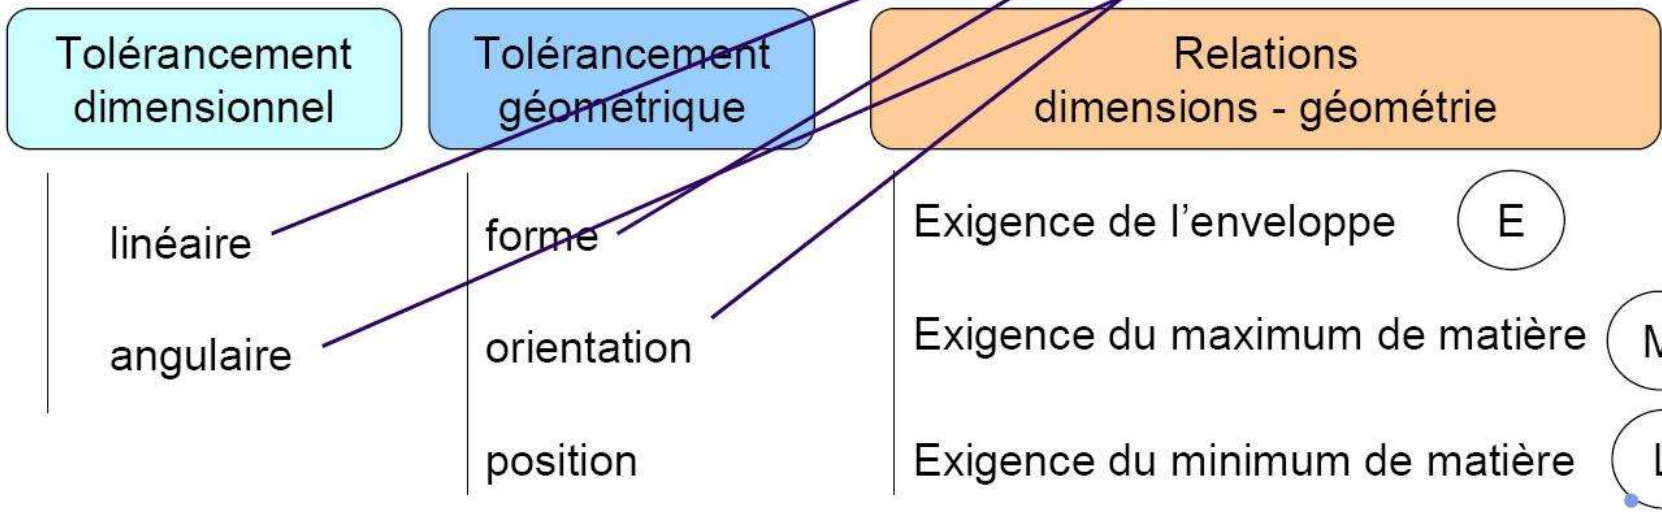 Tolérancement
dimensionnel
Tolérancement
géométrique
Relations
dimensions - géométrie
linéaire
angulaire
forme
orientation
position
Exigence de l’enveloppe E
Exigence du maximum de matière M
Exigence du minimum de matière L